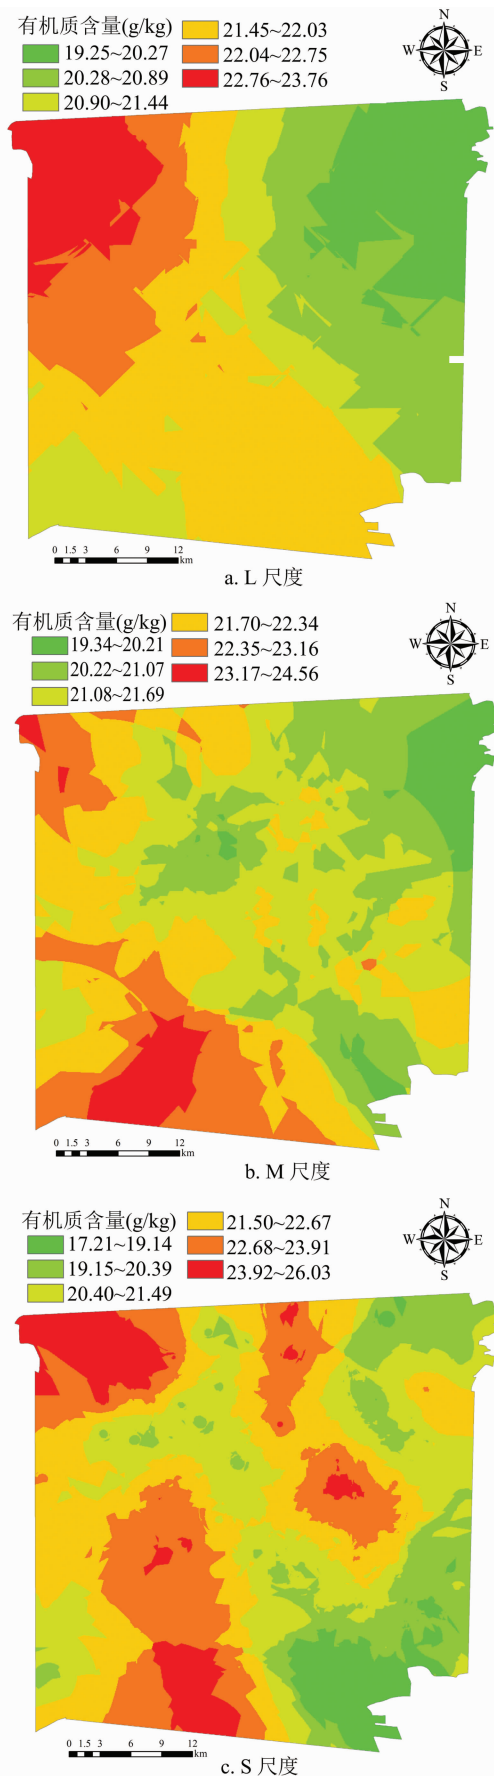 有机质含量(g/kg)
19.25~20.27
20.28~20.89
20.90~21.44
21.45~22.03
22.04~22.75
22.76~23.76
N
W E
S
0 1.5 3 6 9 12
km
a. L 尺度
有机质含量(g/kg)
19.34~20.21
20.22~21.07
21.08~21.69
21.70~22.34
22.35~23.16
23.17~24.56
N
W E
S
0 1.5 3 6 9 12
km
b. M 尺度
有机质含量(g/kg)
17.21~19.14
19.15~20.39
20.40~21.49
21.50~22.67
22.68~23.91
23.92~26.03
N
W E
S
0 1.5 3 6 9 12
km
c. S 尺度